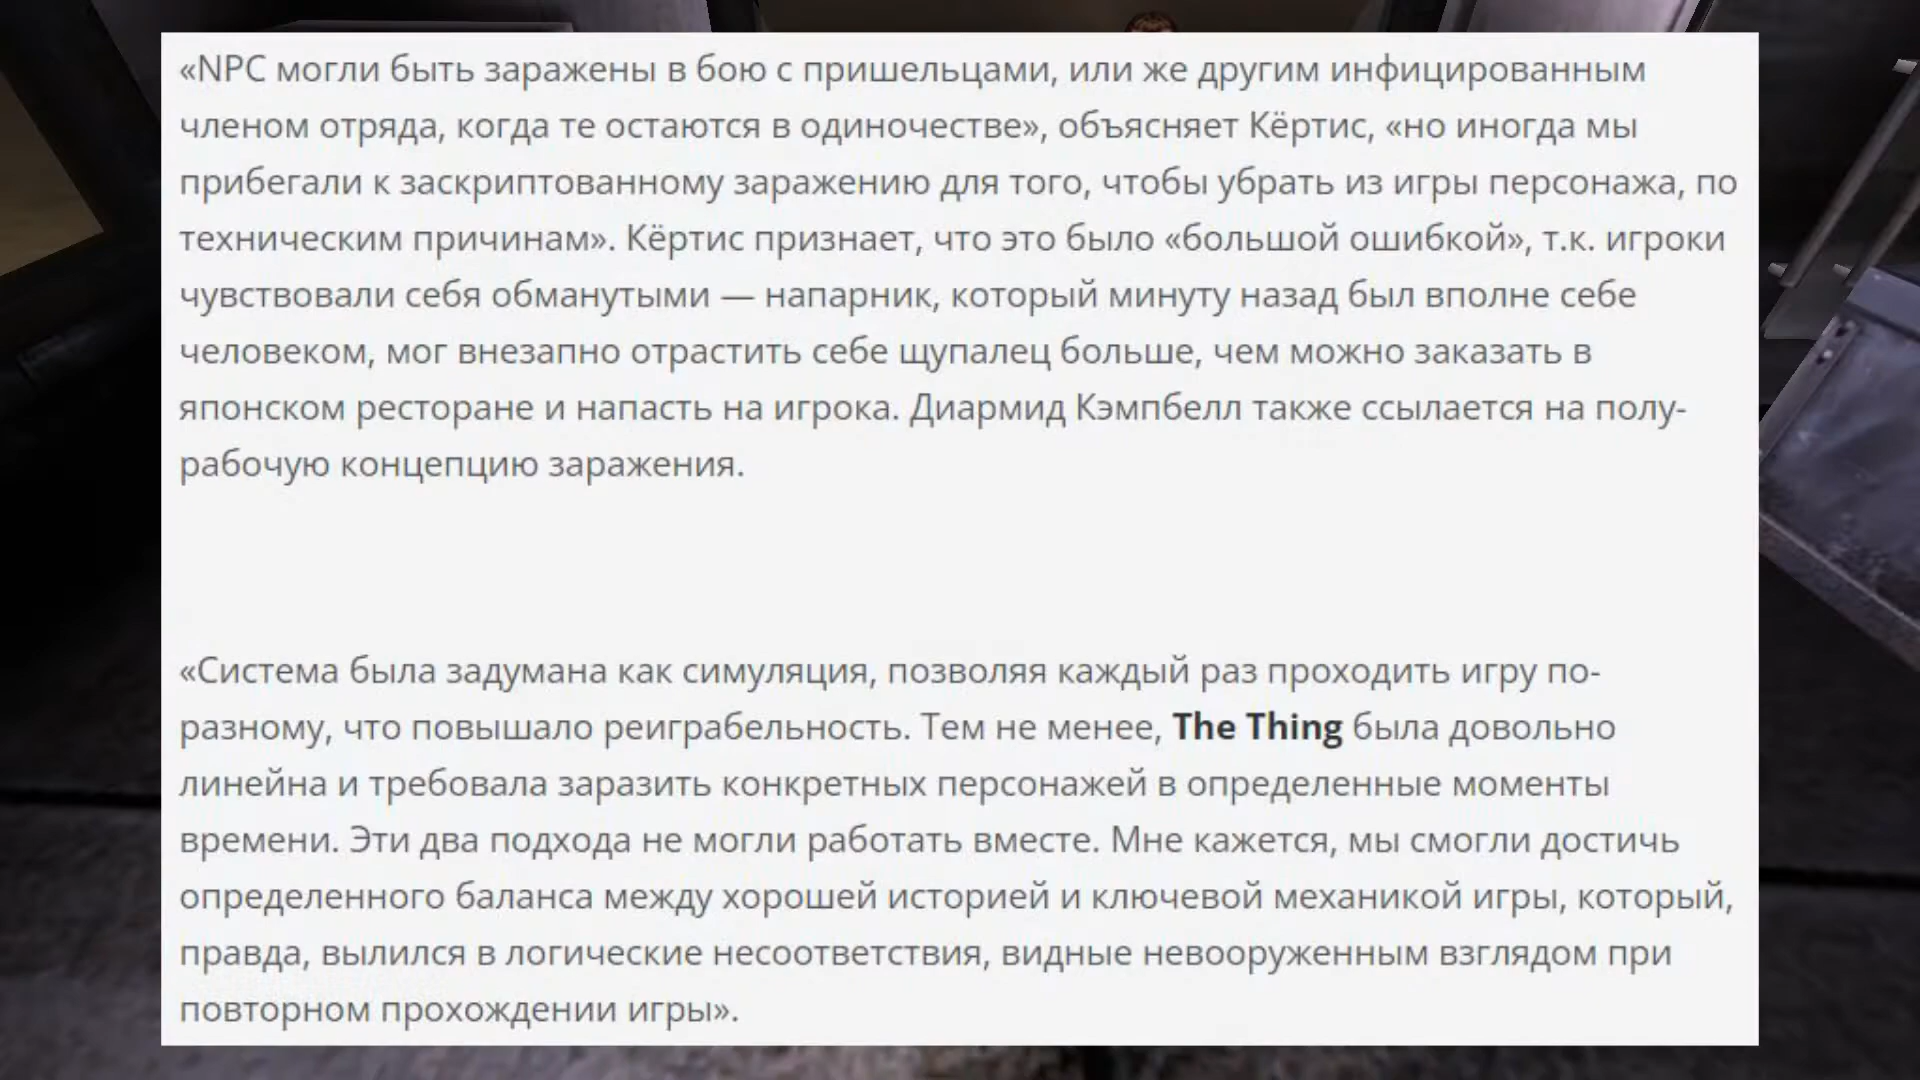 «NPC могли быть заражены в бою с пришельцами, или же другим инфицированным
членом отряда, когда те остаются в одиночестве», объясняет Кёртис, «но иногда мы
прибегали к заскриптованному заражению для того, чтобы убрать из игры персонажа, по
техническим причинам». Кёртис признает, что это было «большой ошибкой», т.к. игроки
чувствовали себя обманутыми — напарник, который минуту назад был вполне себе
человеком, мог внезапно отрастить себе щупалец больше, чем можно заказать в
японском ресторане и напасть на игрока. Диармид Кэмпбелл также ссылается на полу-
рабочую концепцию заражения.
«Система была задумана как симуляция, позволяя каждый раз проходить игру по-
разному, что повышало реиграбельность. Тем не менее, The Thing была довольно
линейна и требовала заразить конкретных персонажей в определенные моменты
времени. Эти два подхода не могли работать вместе. Мне кажется, мы смогли достичь
определенного баланса между хорошей историей и ключевой механикой игры, который,
правда, вылился в логические несоответствия, видные невооруженным взглядом при
повторном прохождении игры».